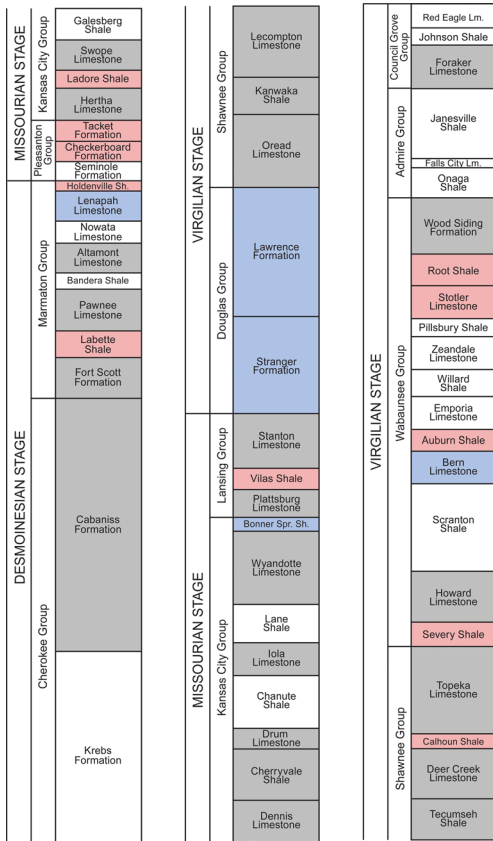 MISSOURIAN STAGE
Kansas City Group
Galesberg
Shale
Swope
Limestone
Ladore Shale
Hertha
Limestone
Pleasanton
Group
Tacket
Formation
Checkerboard
Formation
Seminole
Formation
DESMOINESIAN STAGE
Marmaton Group
Holdenville Sh.
Lenapah
Limestone
Nowata
Limestone
Altamont
Limestone
Bandera Shale
Pawnee
Limestone
Labette
Shale
Fort Scott
Formation
Cherokee Group
Cabaniss
Formation
Krebs
Formation
VIRGILIAN STAGE
Shawnee Group
Lecompton
Limestone
Kanwaka
Shale
Oread
Limestone
Douglas Group
Lawrence
Formation
Stranger
Formation
MISSOURIAN STAGE
Lansing Group
Stanton
Limestone
Vilas Shale
Plattsburg
Limestone
Kansas City Group
Bonner Spr. Sh.
Wyandotte
Limestone
Lane
Shale
Iola
Limestone
Chanute
Shale
Drum
Limestone
Cherryvale
Shale
Dennis
Limestone
VIRGILIAN STAGE
Council Grove
Group
Red Eagle Lm.
Johnson Shale
Foraker
Limestone
Admire Group
Janesville
Shale
Falls City Lm.
Onaga
Shale
Wabaunsee Group
Wood Siding
Formation
Root Shale
Stotler
Limestone
Pillsbury Shale
Zeandale
Limestone
Willard
Shale
Emporia
Limestone
Auburn Shale
Bern
Limestone
Scranton
Shale
Howard
Limestone
Severy Shale
Shawnee Group
Topeka
Limestone
Calhoun Shale
Deer Creek
Limestone
Tecumseh
Shale